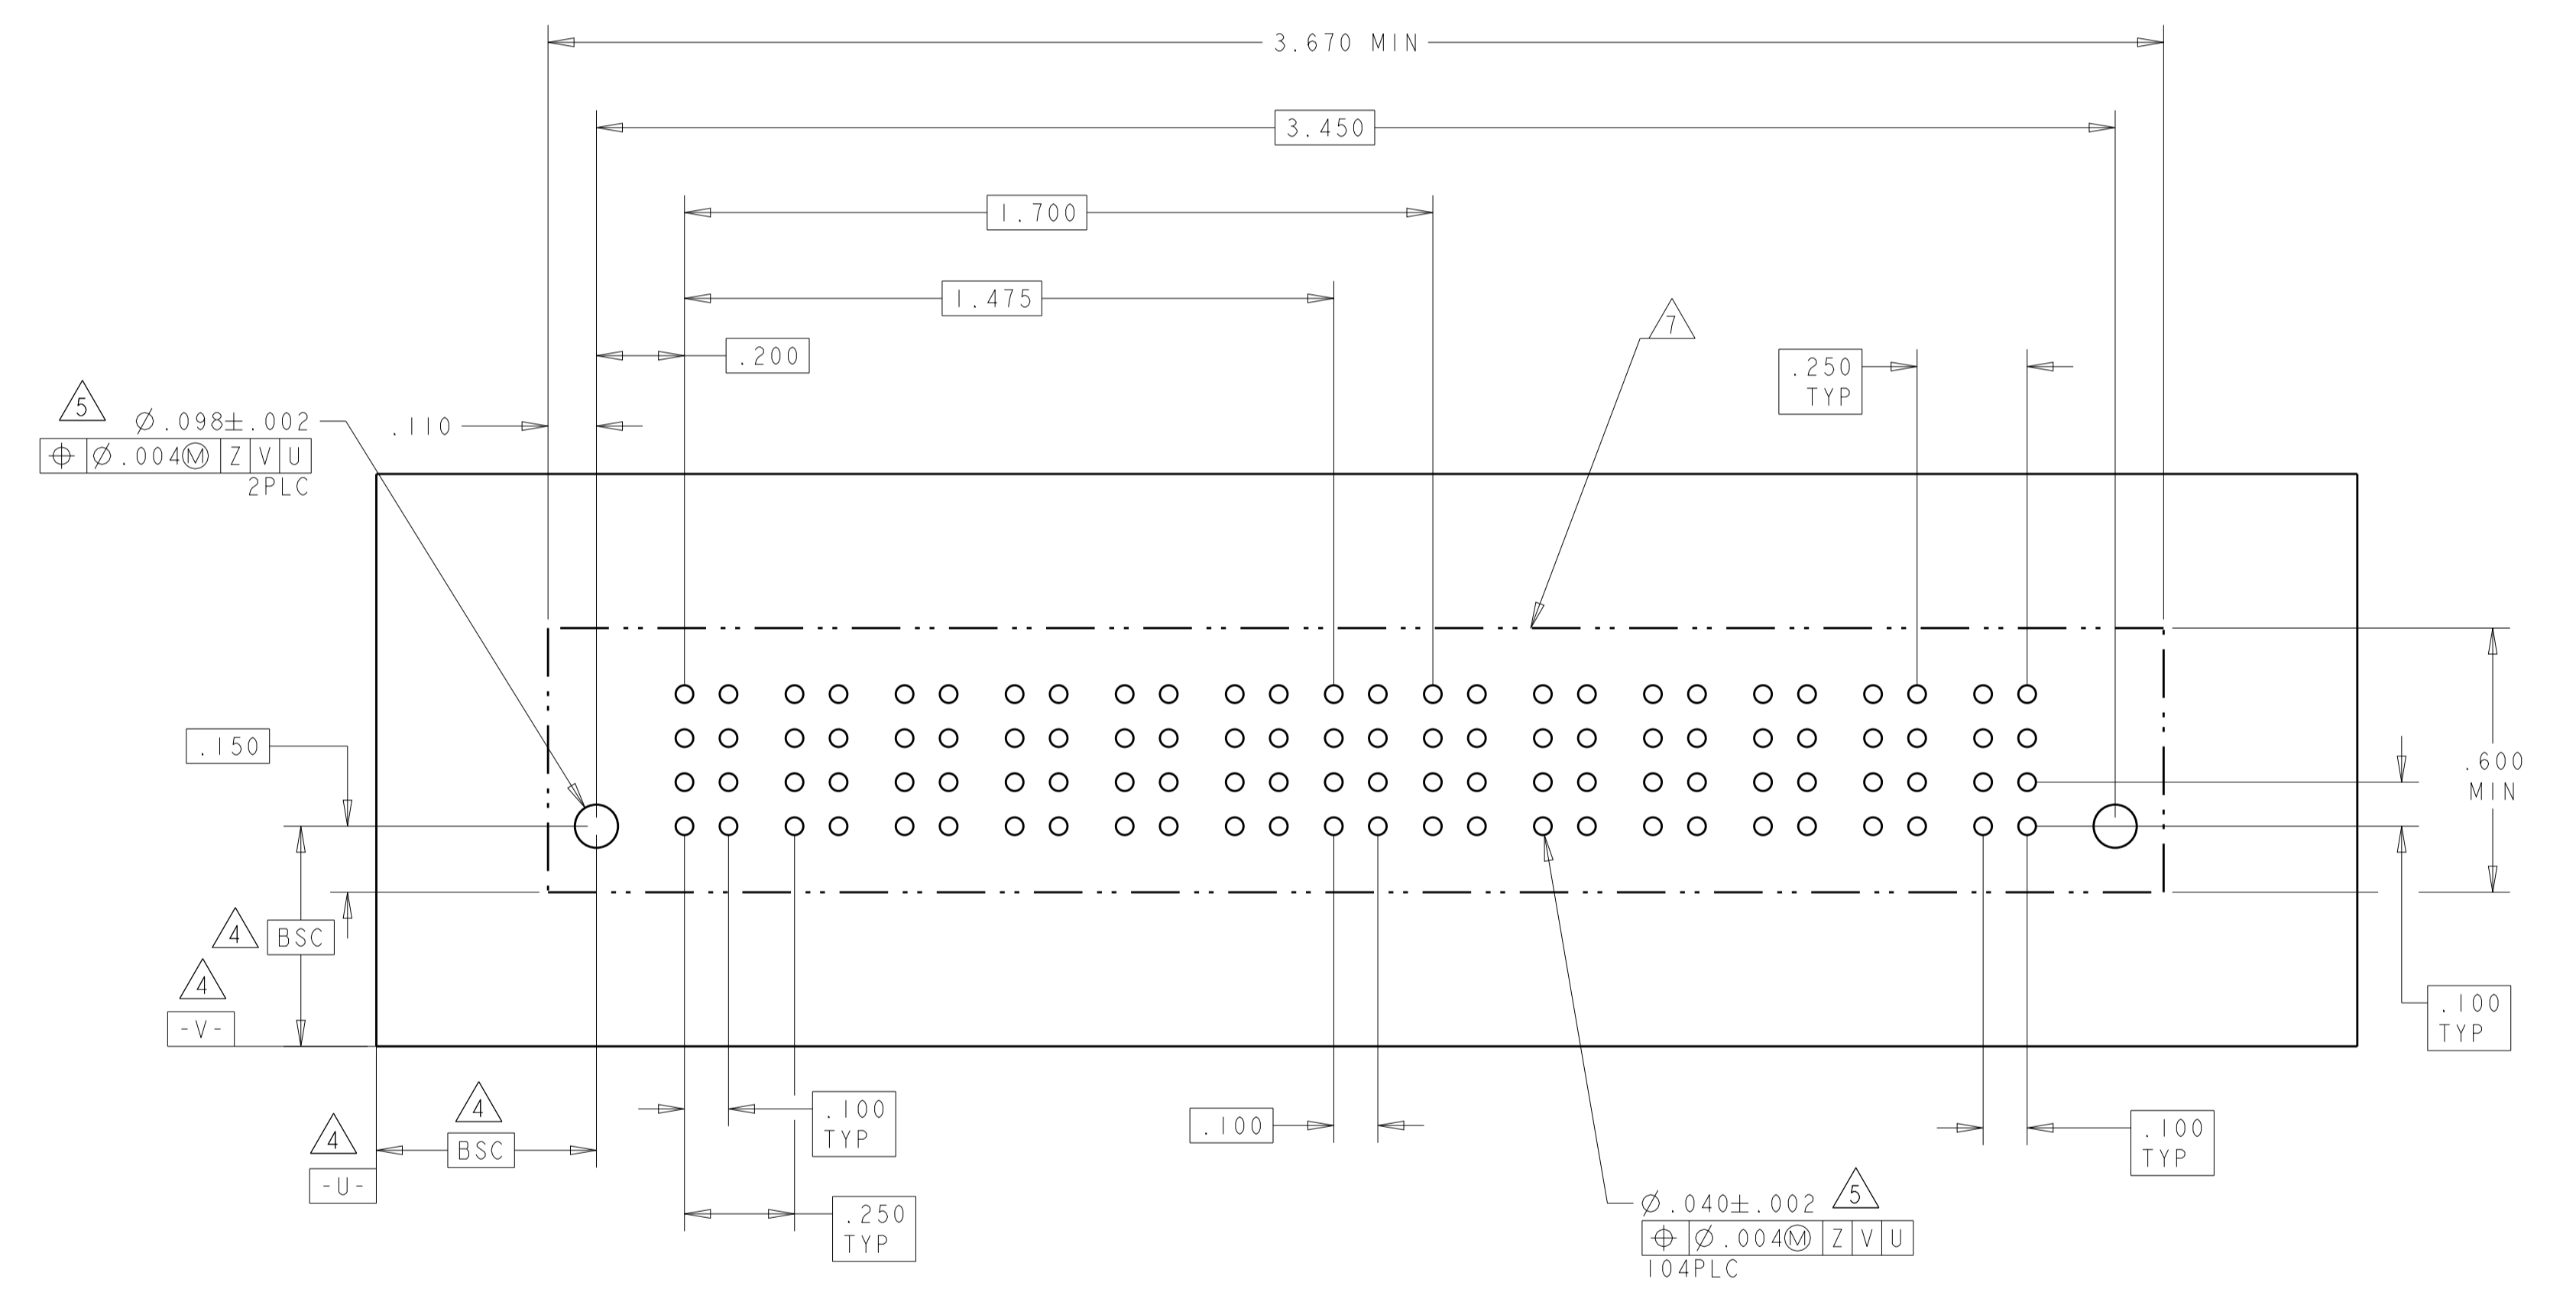 3.670 MIN
3.450
1.700
1.475
.200
7
.250
TYP
5
Ø.098±.002
.110
⌖ Ø.004Ⓜ Z V U
2PLC
.150
.600
MIN
4
BSC
4
-V-
.100
TYP
4
BSC
4
-U-
.100
TYP
.100
.100
TYP
.250
TYP
Ø.040±.002
5
⌖ Ø.004Ⓜ Z V U
104PLC